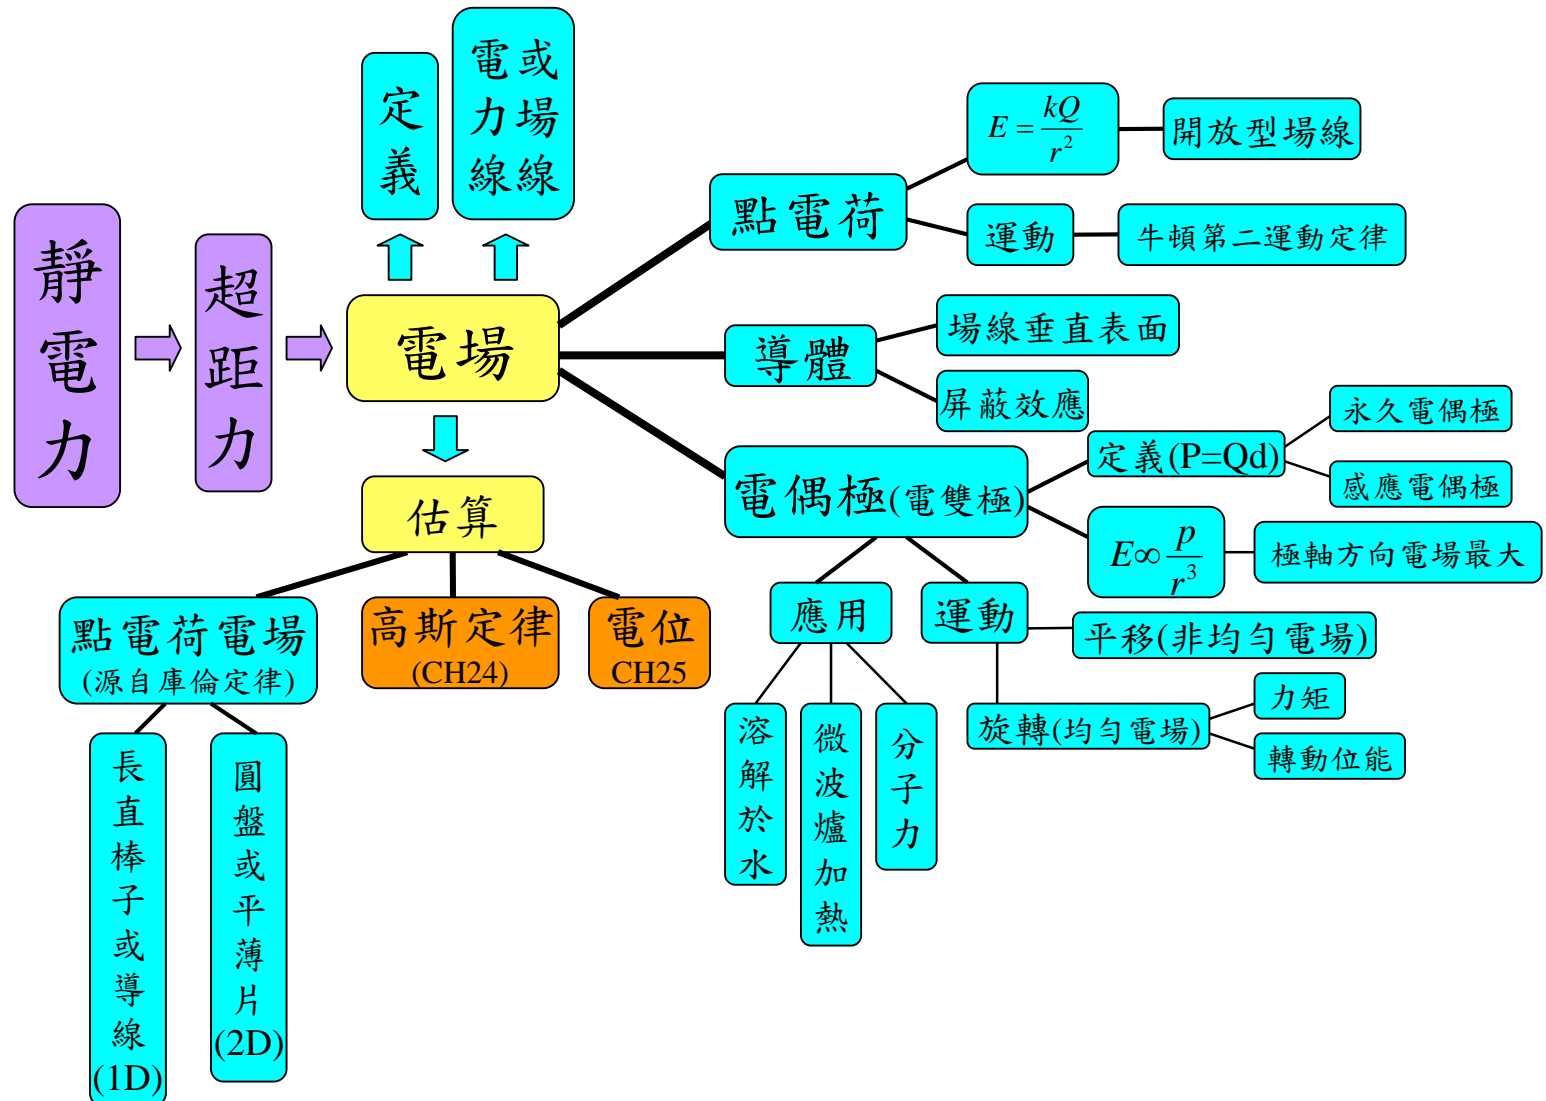 靜電力
超距力
定義
電力線
或場線
電場
估算
點電荷電場
(源自庫倫定律)
長直棒子或導線(1D)
圓盤或平薄片(2D)
高斯定律
(CH24)
電位
CH25
點電荷
E = kQ / r²
開放型場線
運動
牛頓第二運動定律
導體
場線垂直表面
屏蔽效應
電偶極(電雙極)
定義(P=Qd)
永久電偶極
感應電偶極
E∞ p / r³
極軸方向電場最大
應用
溶解於水
微波爐加熱
分子力
運動
平移(非均勻電場)
旋轉(均勻電場)
力矩
轉動位能